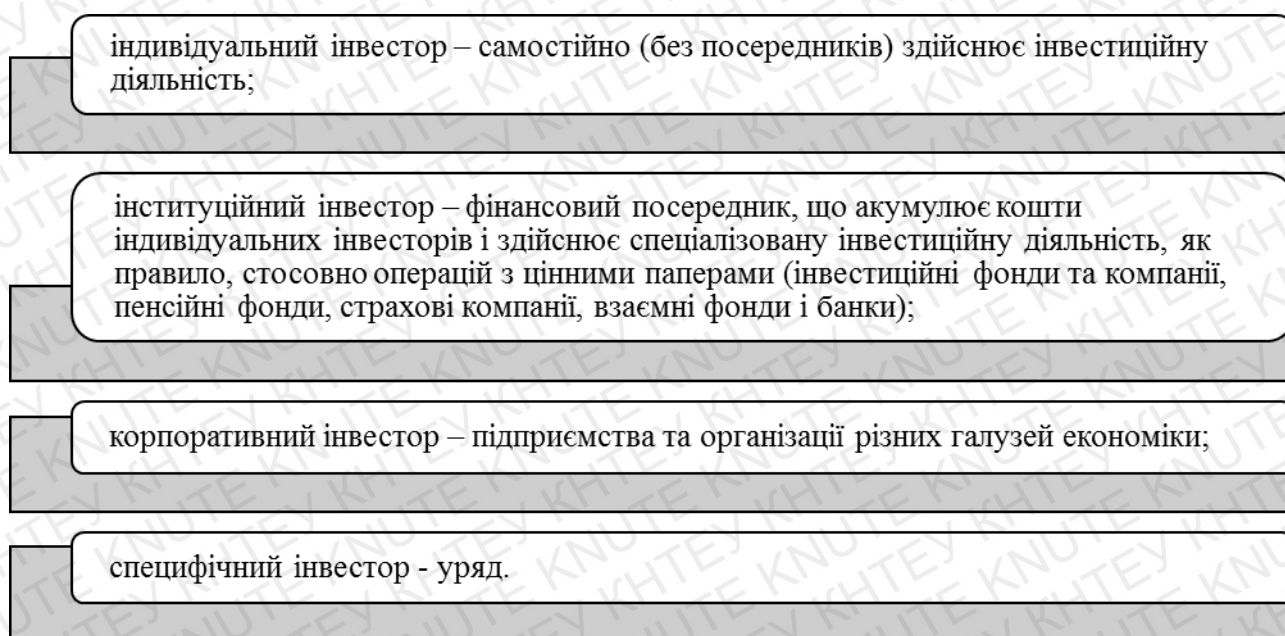 індивідуальний інвестор – самостійно (без посередників) здійснює інвестиційну
діяльність;
інституційний інвестор – фінансовий посередник, що акумулює кошти
індивідуальних інвесторів і здійснює спеціалізовану інвестиційну діяльність, як
правило, стосовно операцій з цінними паперами (інвестиційні фонди та компанії,
пенсійні фонди, страхові компанії, взаємні фонди і банки);
корпоративний інвестор – підприємства та організації різних галузей економіки;
специфічний інвестор - уряд.